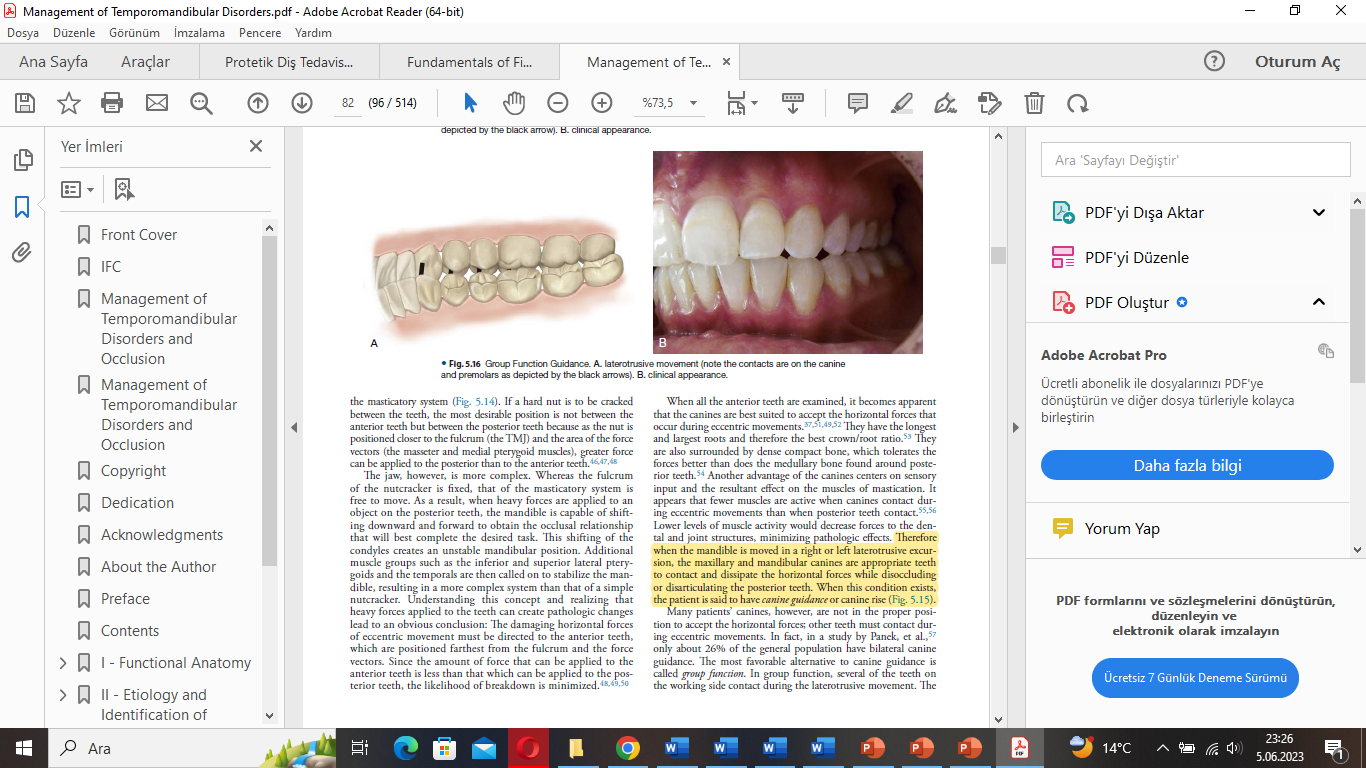 Management of Temporomandibular Disorders.pdf - Adobe Acrobat Reader (64-bit)
Dosya Düzenle Görünüm İmzalama Pencere Yardım
Ana Sayfa Araçlar Protetik Diş Tedavis... Fundamentals of Fi... Management of Te... Oturum Aç
82 (96 / 514) %73,5
Yer İmleri
Front Cover
IFC
Management of
Temporomandibular
Disorders and
Occlusion
Management of
Temporomandibular
Disorders and
Occlusion
Copyright
Dedication
Acknowledgments
About the Author
Preface
Contents
I - Functional Anatomy
II - Etiology and
Identification of
depicted by the black arrow). B. clinical appearance.
A
B
• Fig. 5.16 Group Function Guidance. A. laterotrusive movement (note the contacts are on the canine
and premolars as depicted by the black arrows). B. clinical appearance.
the masticatory system (Fig. 5.14). If a hard nut is to be cracked
between the teeth, the most desirable position is not between the
anterior teeth but between the posterior teeth because as the nut is
positioned closer to the fulcrum (the TMJ) and the area of the force
vectors (the masseter and medial pterygoid muscles), greater force
can be applied to the posterior than to the anterior teeth.46,47,48
The jaw, however, is more complex. Whereas the fulcrum
of the nutcracker is fixed, that of the masticatory system is
free to move. As a result, when heavy forces are applied to an
object on the posterior teeth, the mandible is capable of shift-
ing downward and forward to obtain the occlusal relationship
that will best complete the desired task. This shifting of the
condyles creates an unstable mandibular position. Additional
muscle groups such as the inferior and superior lateral ptery-
goids and the temporals are then called on to stabilize the man-
dible, resulting in a more complex system than that of a simple
nutcracker. Understanding this concept and realizing that
heavy forces applied to the teeth can create pathologic changes
lead to an obvious conclusion: The damaging horizontal forces
of eccentric movement must be directed to the anterior teeth,
which are positioned farthest from the fulcrum and the force
vectors. Since the amount of force that can be applied to the
anterior teeth is less than that which can be applied to the pos-
terior teeth, the likelihood of breakdown is minimized.48,49,50
When all the anterior teeth are examined, it becomes apparent
that the canines are best suited to accept the horizontal forces that
occur during eccentric movements.37,51,49,52 They have the longest
and largest roots and therefore the best crown/root ratio.53 They
are also surrounded by dense compact bone, which tolerates the
forces better than does the medullary bone found around poste-
rior teeth.54 Another advantage of the canines centers on sensory
input and the resultant effect on the muscles of mastication. It
appears that fewer muscles are active when canines contact dur-
ing eccentric movements than when posterior teeth contact.55,56
Lower levels of muscle activity would decrease forces to the den-
tal and joint structures, minimizing pathologic effects. Therefore
when the mandible is moved in a right or left laterotrusive excur-
sion, the maxillary and mandibular canines are appropriate teeth
to contact and dissipate the horizontal forces while disoccluding
or disarticulating the posterior teeth. When this condition exists,
the patient is said to have canine guidance or canine rise (Fig. 5.15).
Many patients' canines, however, are not in the proper posi-
tion to accept the horizontal forces; other teeth must contact dur-
ing eccentric movements. In fact, in a study by Panek, et al.,57
only about 26% of the general population have bilateral canine
guidance. The most favorable alternative to canine guidance is
called group function. In group function, several of the teeth on
the working side contact during the laterotrusive movement. The
Ara 'Sayfayı Değiştir'
PDF'yi Dışa Aktar
PDF'yi Düzenle
PDF Oluştur
Adobe Acrobat Pro
Ücretli abonelik ile dosyalarınızı PDF'ye
dönüştürün ve diğer dosya türleriyle kolayca
birleştirin
Daha fazla bilgi
Yorum Yap
PDF formlarını ve sözleşmelerini dönüştürün,
düzenleyin ve
elektronik olarak imzalayın
Ücretsiz 7 Günlük Deneme Sürümü
Ara
14°C
23:26
5.06.2023
1